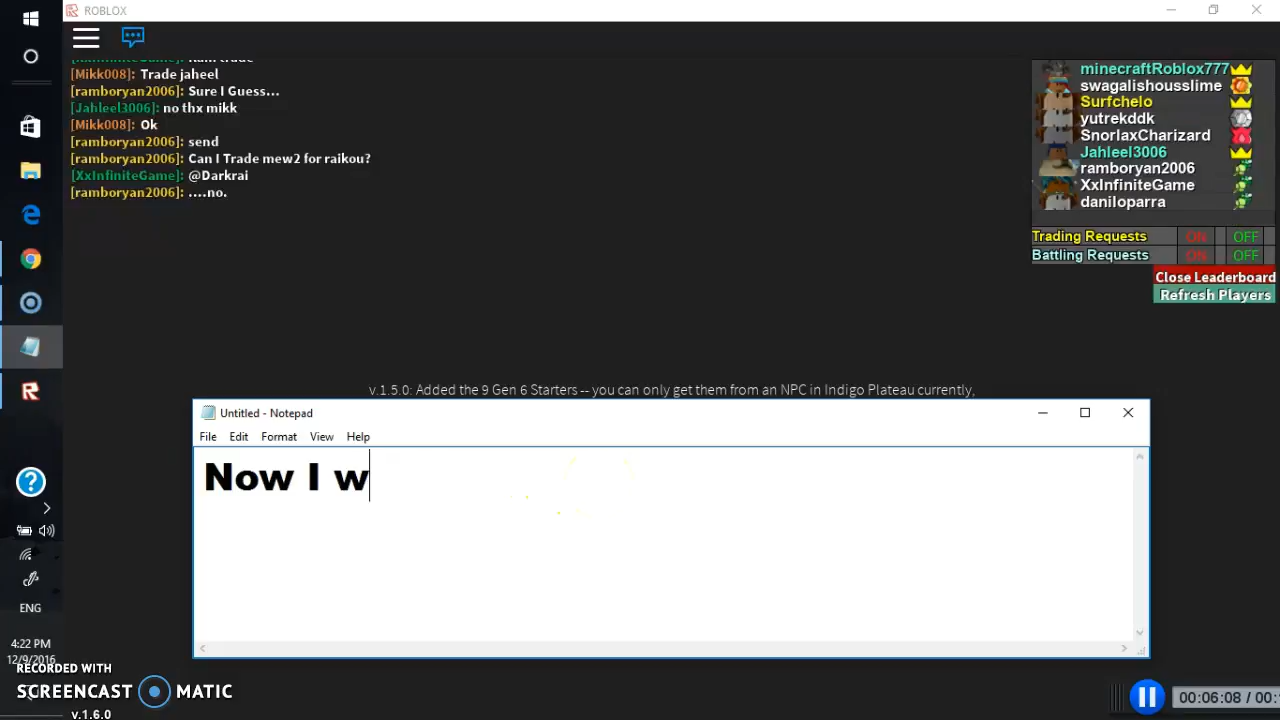 ROBLOX
[Mikk008]: Trade jaheel
[ramboryan2006]: Sure I Guess...
[Jahleel3006]: no thx mikk
[Mikk008]: Ok
[ramboryan2006]: send
[ramboryan2006]: Can I Trade mew2 for raikou?
[XxInfiniteGame]: @Darkrai
[ramboryan2006]: ....no.
minecraftRoblox777
swagalishousslime
Surfchelo
yutrekddk
SnorlaxCharizard
Jahleel3006
ramboryan2006
XxInfiniteGame
daniloparra
Trading Requests ON OFF
Battling Requests ON OFF
Close Leaderboard
Refresh Players
v.1.5.0: Added the 9 Gen 6 Starters -- you can only get them from an NPC in Indigo Plateau currently,
Untitled - Notepad
File Edit Format View Help
Now I w
ENG
4:22 PM
12/9/2016
RECORDED WITH
SCREENCAST MATIC
v.1.6.0
00:06:08 / 00: